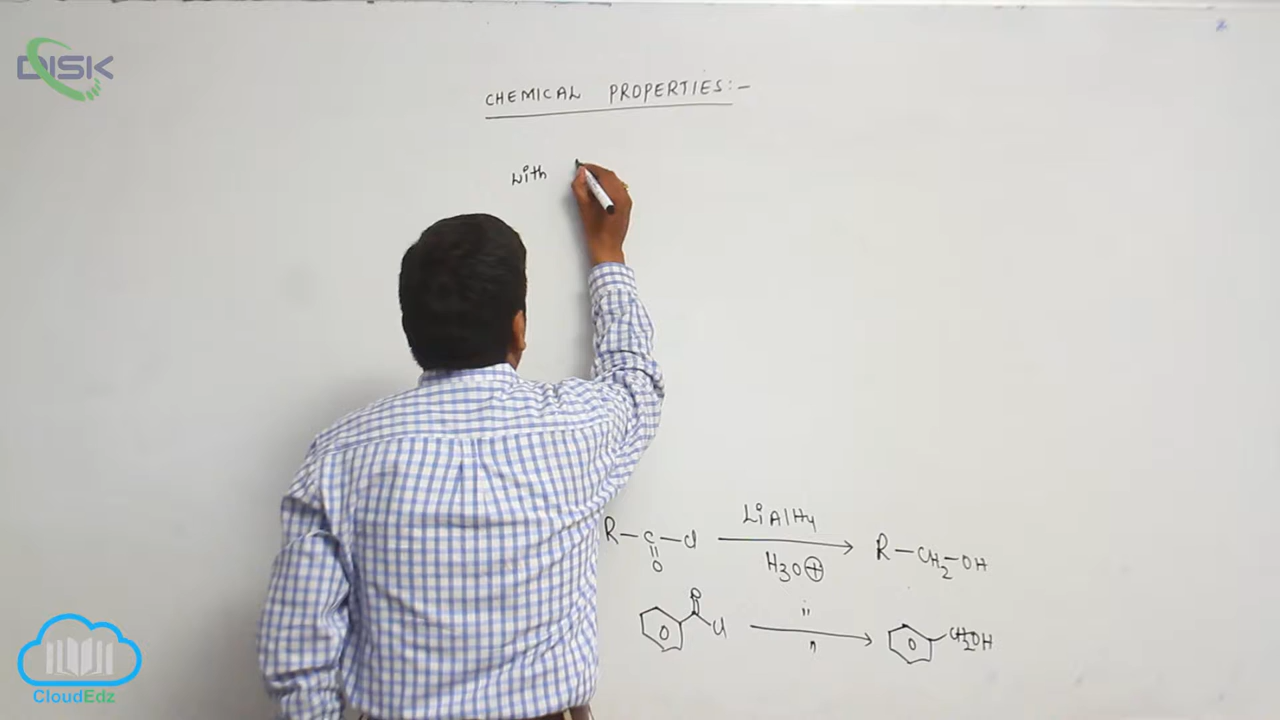 DISK
CHEMICAL PROPERTIES:-
with
R-C-Cl LiAlH4 R-CH2-OH
O H3O⊕
O
Cl " CH2OH
O " O
CloudEdz